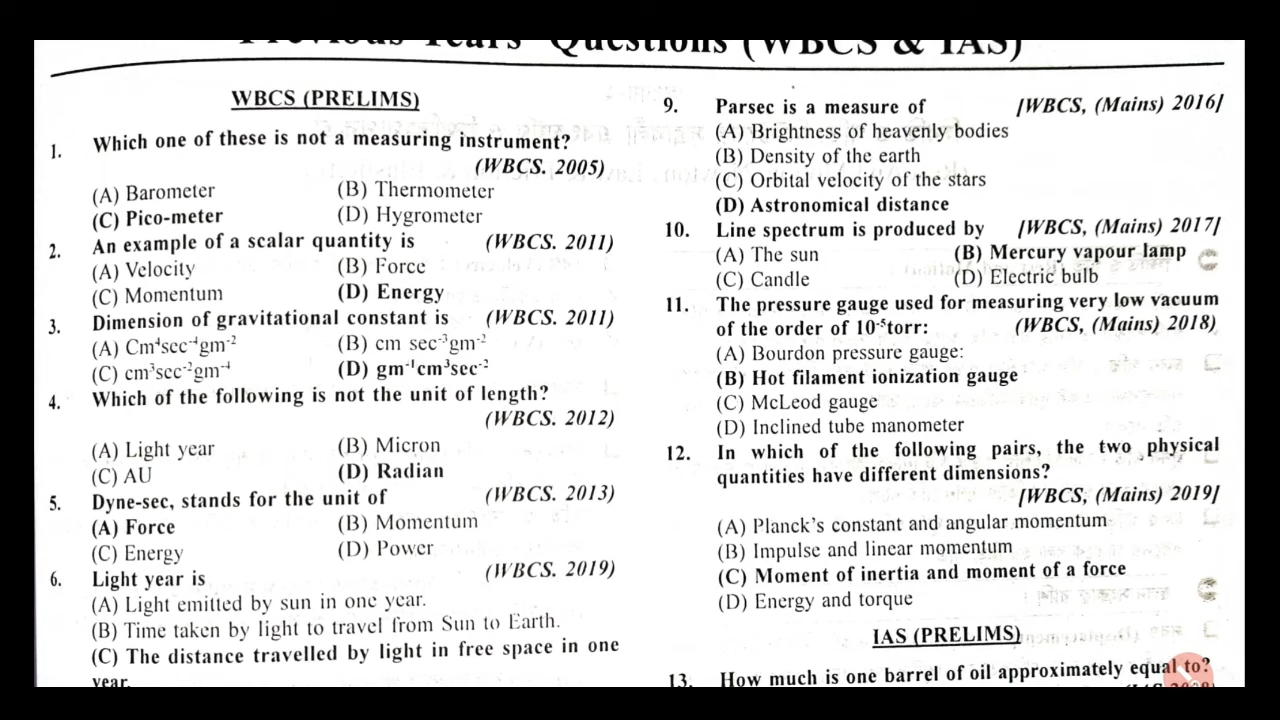 Previous Years' Questions (WBCS & IAS)
WBCS (PRELIMS)
1. Which one of these is not a measuring instrument?
(WBCS. 2005)
(A) Barometer (B) Thermometer
(C) Pico-meter (D) Hygrometer
2. An example of a scalar quantity is (WBCS. 2011)
(A) Velocity (B) Force
(C) Momentum (D) Energy
3. Dimension of gravitational constant is (WBCS. 2011)
(A) Cm⁴sec⁻⁴gm⁻² (B) cm sec⁻³gm⁻²
(C) cm³sec⁻²gm⁻⁴ (D) gm⁻¹cm³sec⁻²
4. Which of the following is not the unit of length?
(WBCS. 2012)
(A) Light year (B) Micron
(C) AU (D) Radian
5. Dyne-sec, stands for the unit of (WBCS. 2013)
(A) Force (B) Momentum
(C) Energy (D) Power
6. Light year is (WBCS. 2019)
(A) Light emitted by sun in one year.
(B) Time taken by light to travel from Sun to Earth.
(C) The distance travelled by light in free space in one
year.
9. Parsec is a measure of [WBCS, (Mains) 2016]
(A) Brightness of heavenly bodies
(B) Density of the earth
(C) Orbital velocity of the stars
(D) Astronomical distance
10. Line spectrum is produced by [WBCS, (Mains) 2017]
(A) The sun (B) Mercury vapour lamp
(C) Candle (D) Electric bulb
11. The pressure gauge used for measuring very low vacuum
of the order of 10⁻⁵torr: (WBCS, (Mains) 2018)
(A) Bourdon pressure gauge:
(B) Hot filament ionization gauge
(C) McLeod gauge
(D) Inclined tube manometer
12. In which of the following pairs, the two physical
quantities have different dimensions?
[WBCS, (Mains) 2019]
(A) Planck's constant and angular momentum
(B) Impulse and linear momentum
(C) Moment of inertia and moment of a force
(D) Energy and torque
IAS (PRELIMS)
13. How much is one barrel of oil approximately equal to?